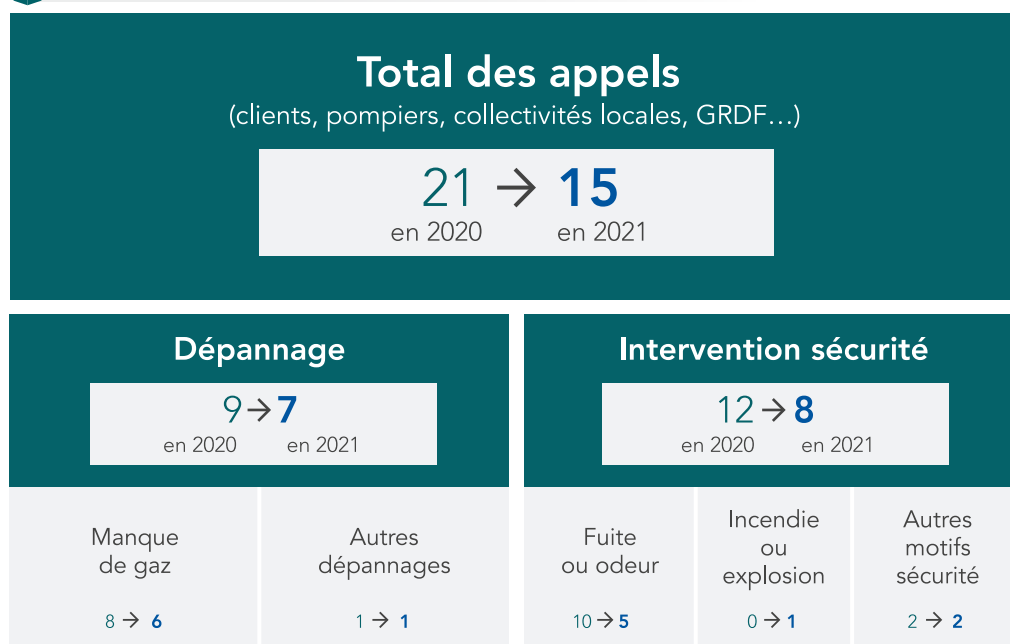 Total des appels
(clients, pompiers, collectivités locales, GRDF…)
21 → 15
en 2020 en 2021
Dépannage
9 → 7
en 2020 en 2021
Manque
de gaz
8 → 6
Autres
dépannages
1 → 1
Intervention sécurité
12 → 8
en 2020 en 2021
Fuite
ou odeur
10 → 5
Incendie
ou
explosion
0 → 1
Autres
motifs
sécurité
2 → 2